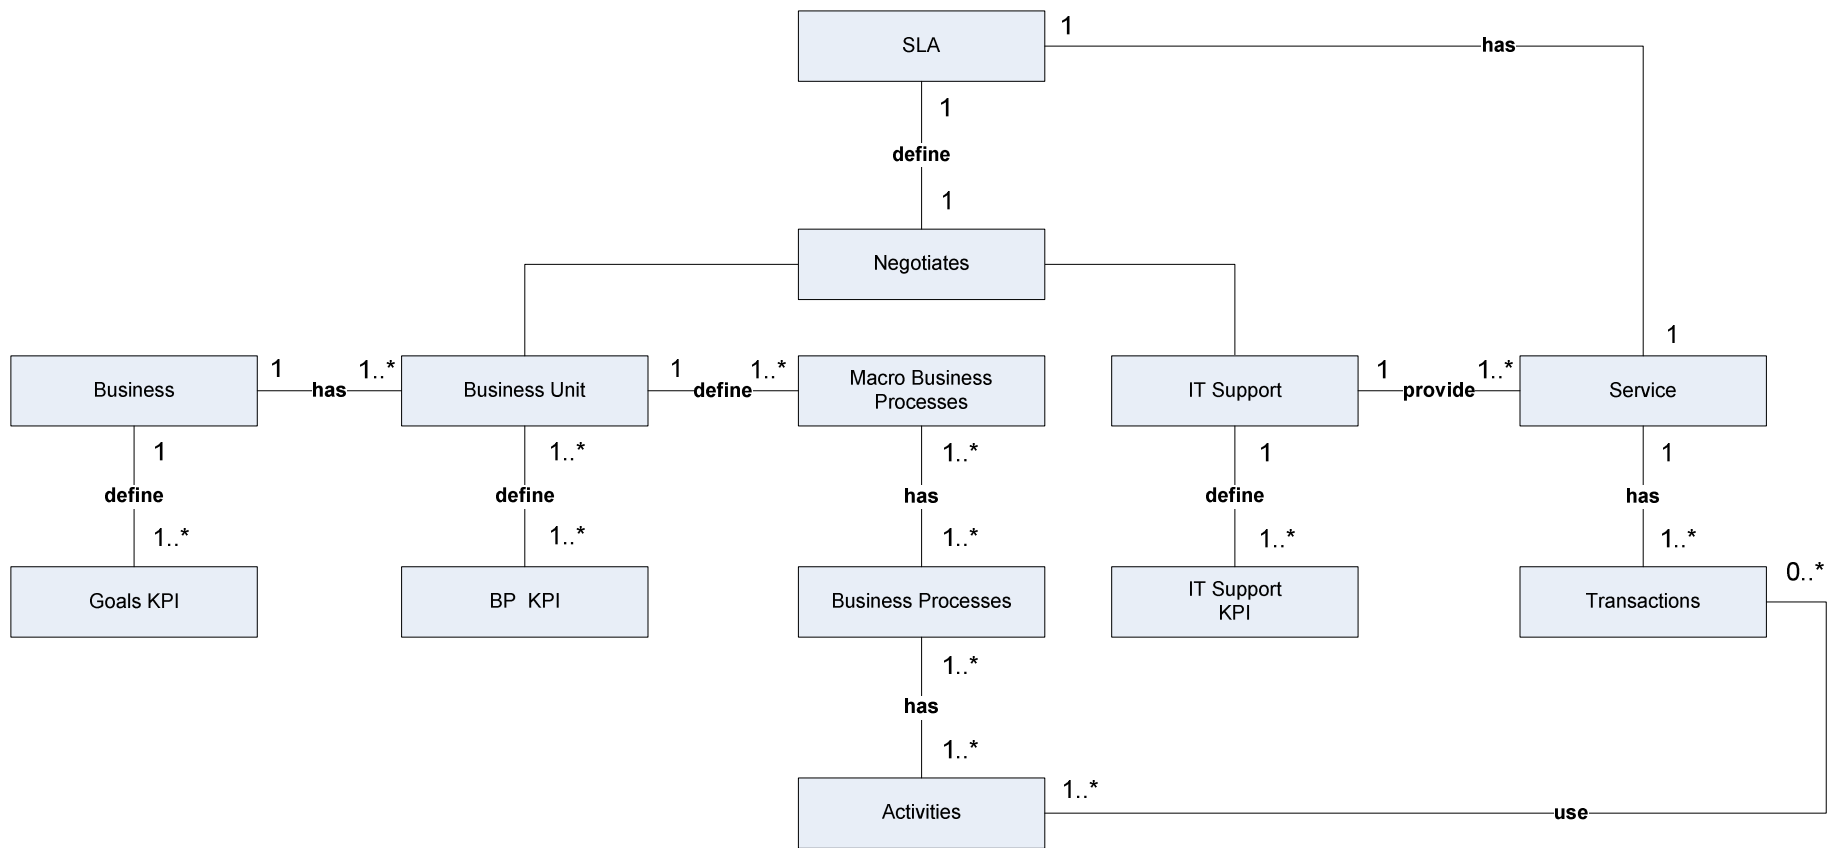 SLA
1
has
1
define
1
Negotiates
1
Business
1
has
1..*
Business Unit
1
define
1..*
Macro Business
Processes
IT Support
1
provide
1..*
Service
1
define
1..*
1..*
define
1..*
1..*
has
1..*
1
define
1..*
1
has
1..*
Goals KPI
BP KPI
Business Processes
IT Support
KPI
Transactions
0..*
1..*
has
1..*
Activities
1..*
use